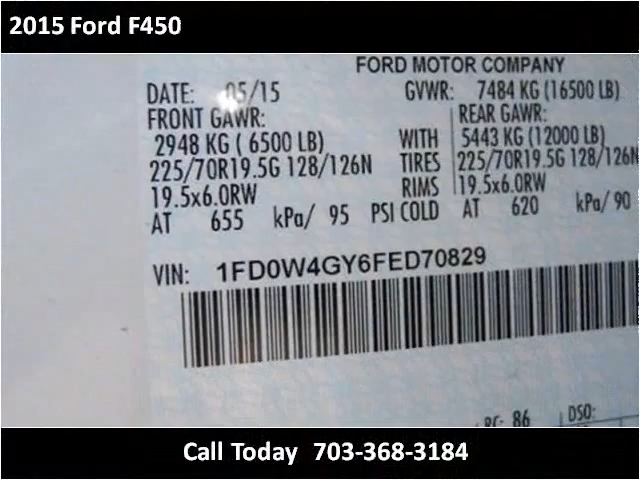 2015 Ford F450
FORD MOTOR COMPANY
DATE: 05/15 GVWR: 7484 KG (16500 LB)
FRONT GAWR: REAR GAWR:
2948 KG ( 6500 LB) WITH 5443 KG (12000 LB)
225/70R19.5G 128/126N TIRES 225/70R19.5G 128/126N
19.5x6.0RW RIMS 19.5x6.0RW
AT 655 kPa/ 95 PSI COLD AT 620 kPa/ 90
VIN: 1FD0W4GY6FED70829
RC: 86 DSO:
Call Today 703-368-3184